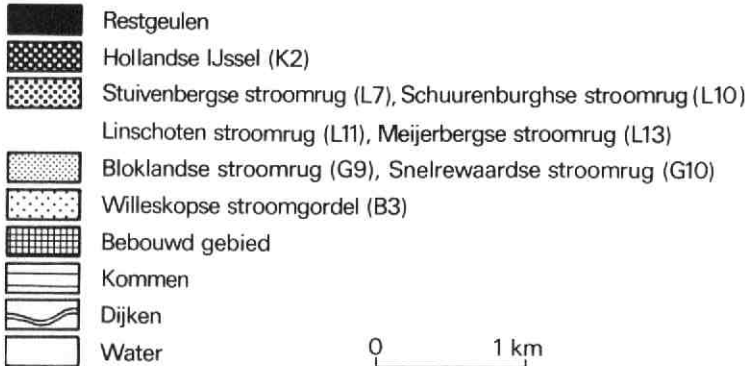 Restgeulen
Hollandse IJssel (K2)
Stuivenbergse stroomrug (L7), Schuurenburghse stroomrug (L10)
Linschoten stroomrug (L11), Meijerbergse stroomrug (L13)
Bloklandse stroomrug (G9), Snelrewaardse stroomrug (G10)
Willeskopse stroomgordel (B3)
Bebouwd gebied
Kommen
Dijken
Water
0 1 km